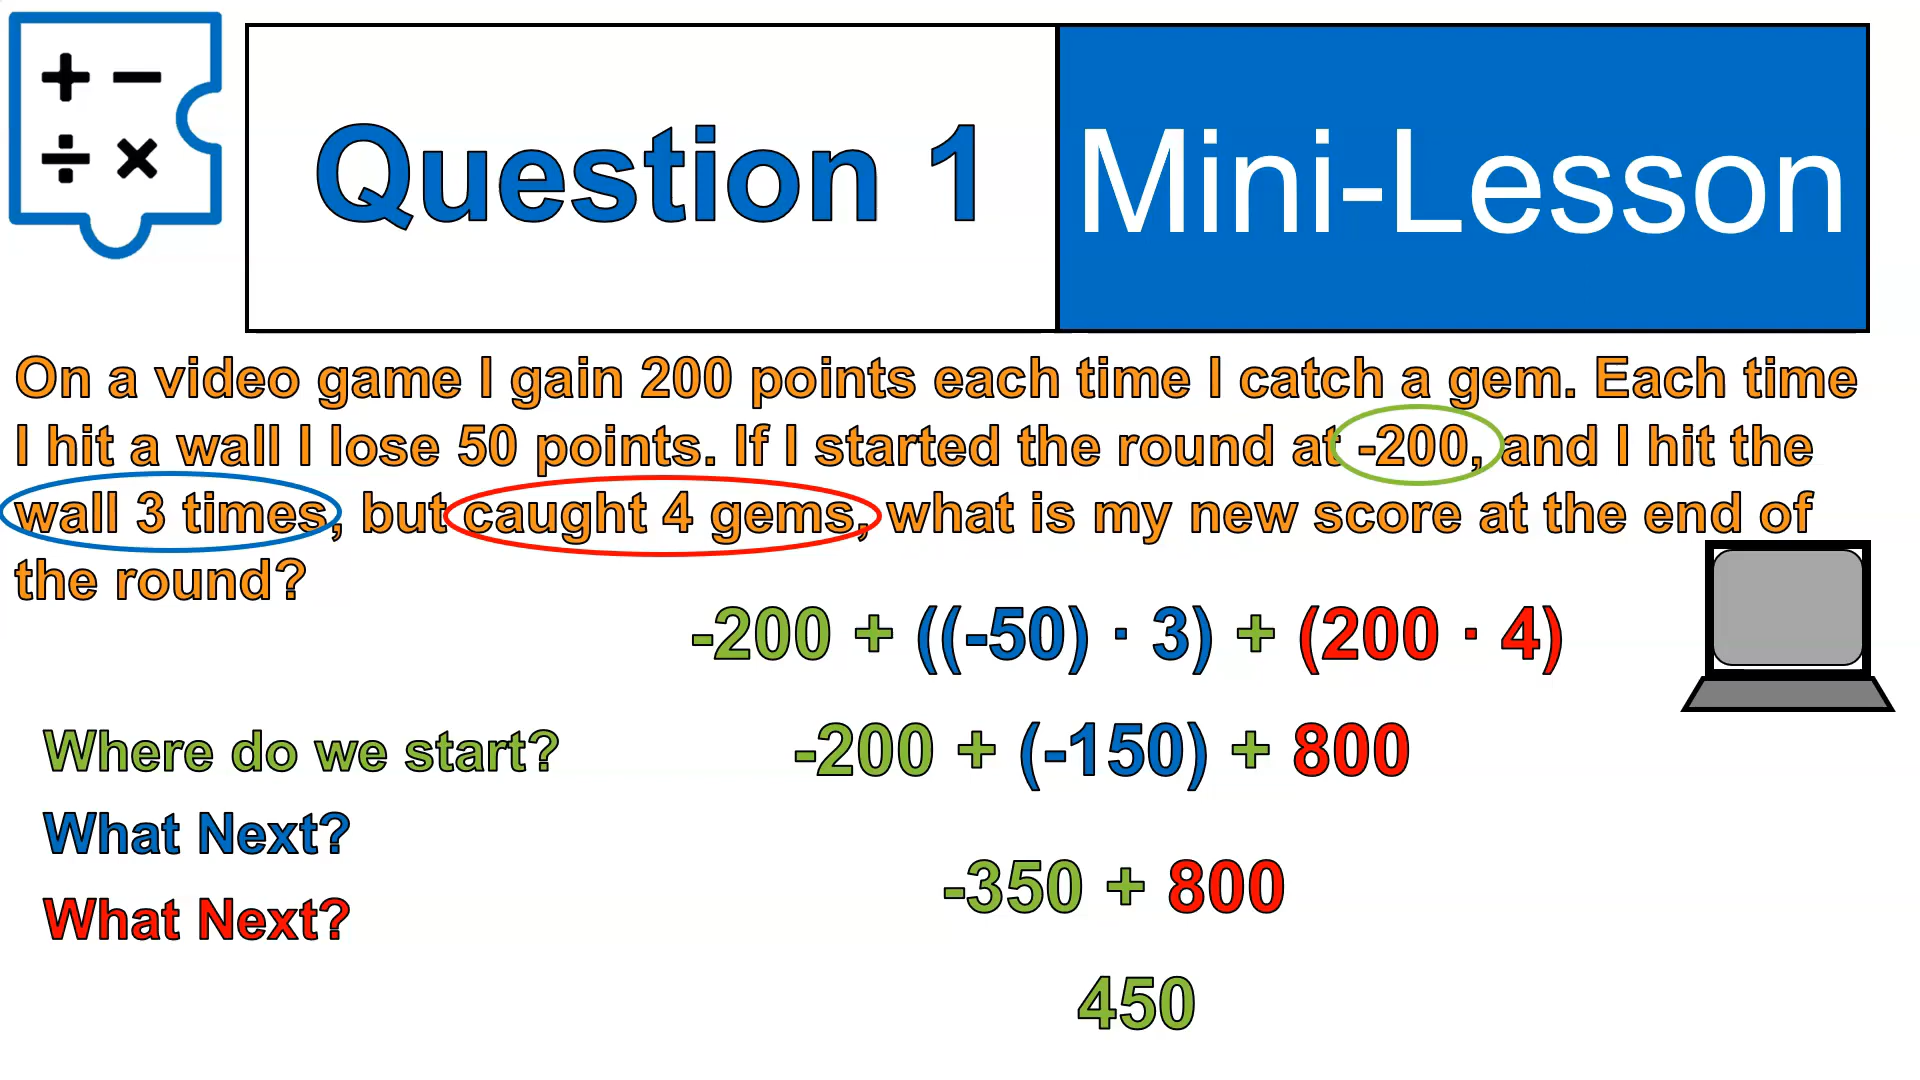 + −
÷ ×
Question 1
Mini-Lesson
On a video game I gain 200 points each time I catch a gem. Each time
I hit a wall I lose 50 points. If I started the round at -200, and I hit the
wall 3 times, but caught 4 gems, what is my new score at the end of
the round?
-200 + ((-50) · 3) + (200 · 4)
Where do we start?
-200 + (-150) + 800
What Next?
-350 + 800
What Next?
450